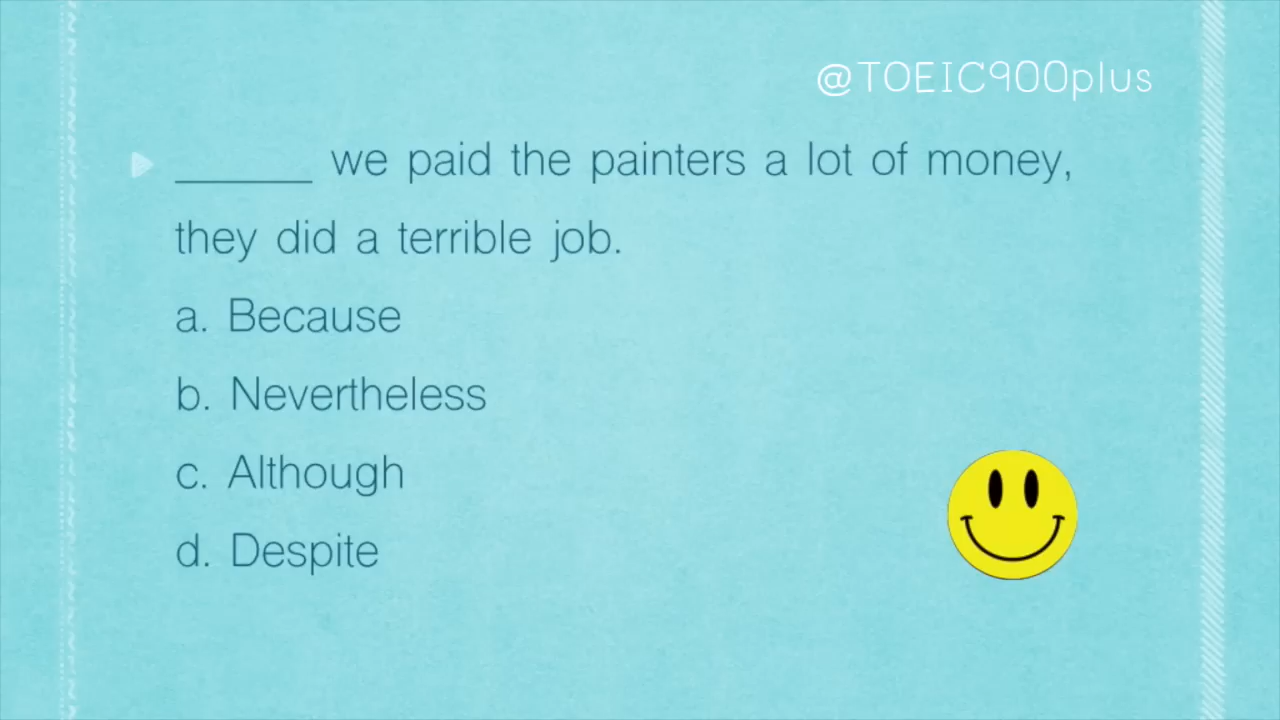 @TOEIC900plus
______ we paid the painters a lot of money,
they did a terrible job.
a. Because
b. Nevertheless
c. Although
d. Despite